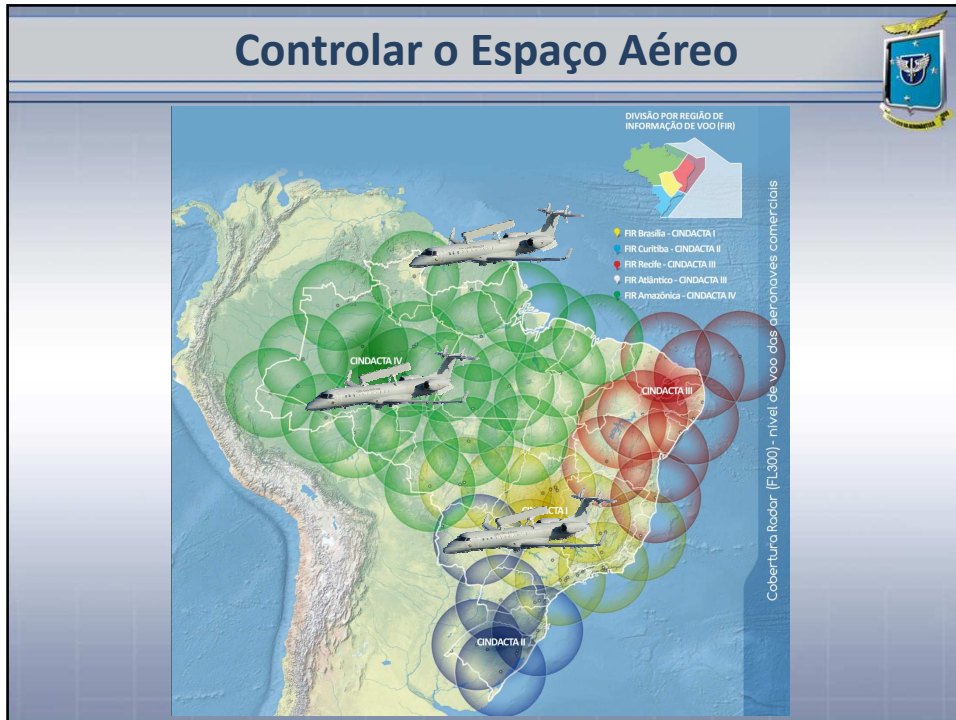 Controlar o Espaço Aéreo
DIVISÃO POR REGIÃO DE
INFORMAÇÃO DE VOO (FIR)
FIR Brasília - CINDACTA I
FIR Curitiba - CINDACTA II
FIR Recife - CINDACTA III
FIR Atlântico - CINDACTA III
FIR Amazônica - CINDACTA IV
CINDACTA IV
CINDACTA III
CINDACTA II
Cobertura Radar (FL300) - nível de voo das aeronaves comerciais